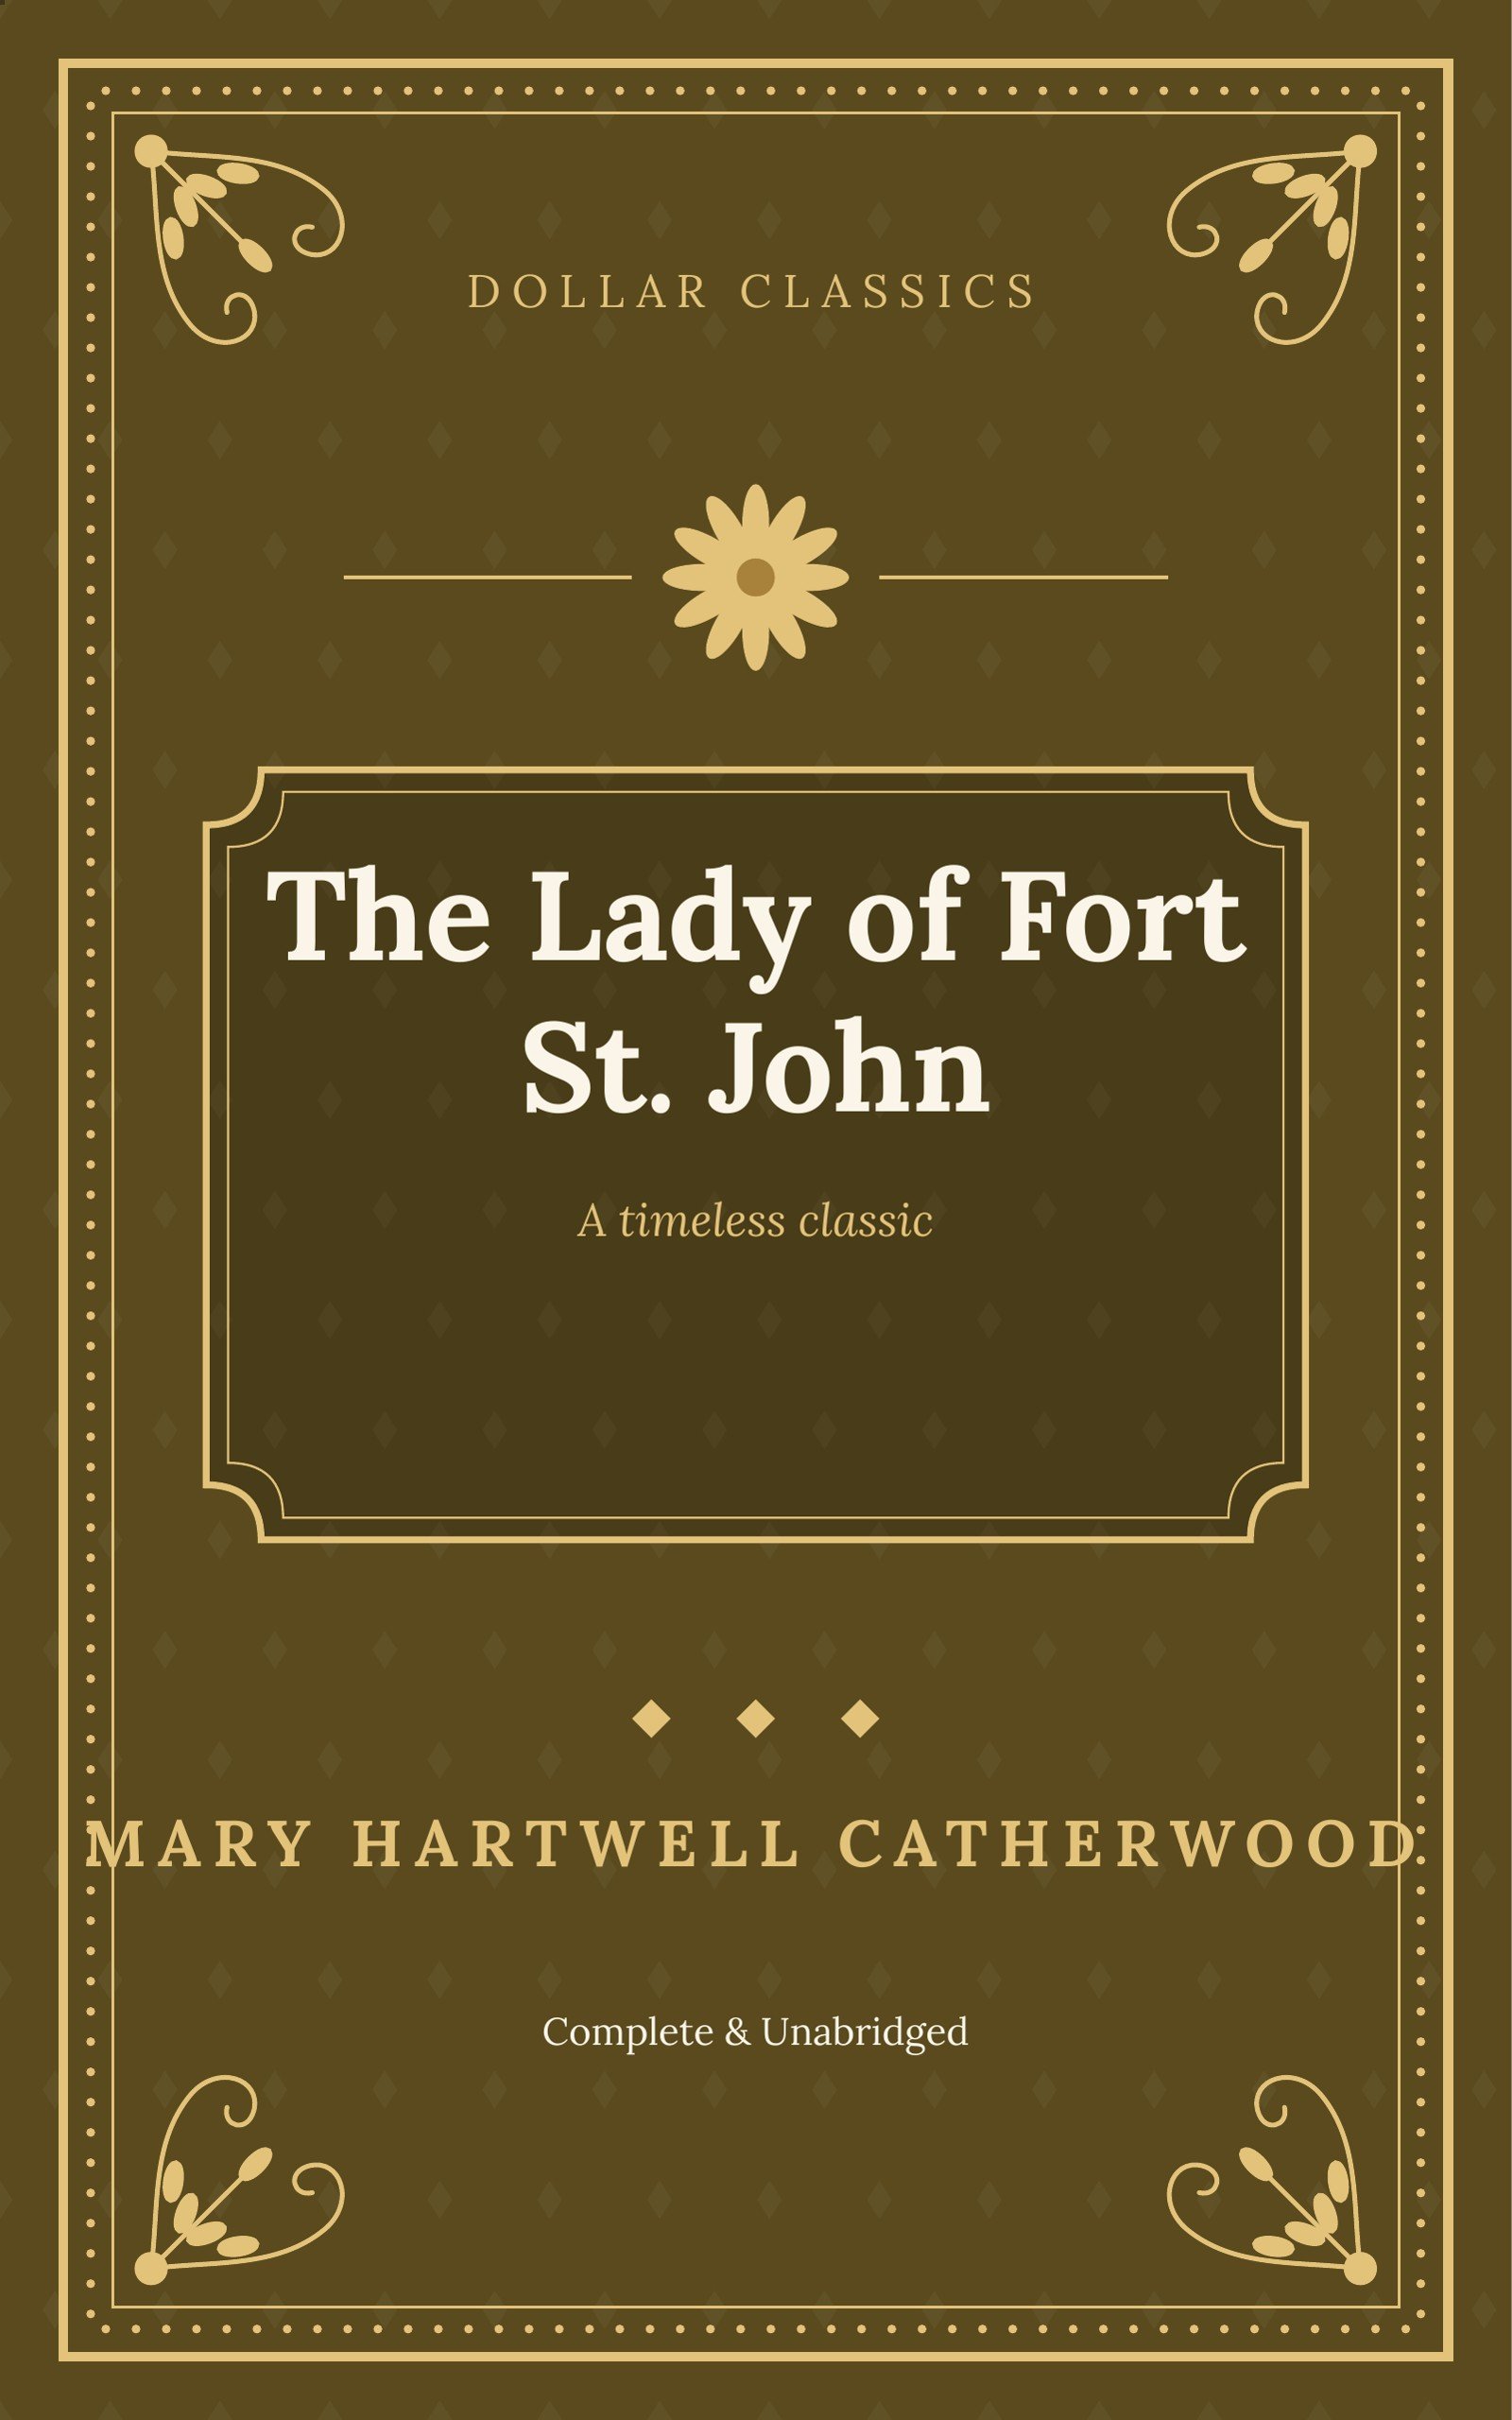 DOLLAR CLASSICS
The Lady of Fort
St. John
A timeless classic
MARY HARTWELL CATHERWOOD
Complete & Unabridged